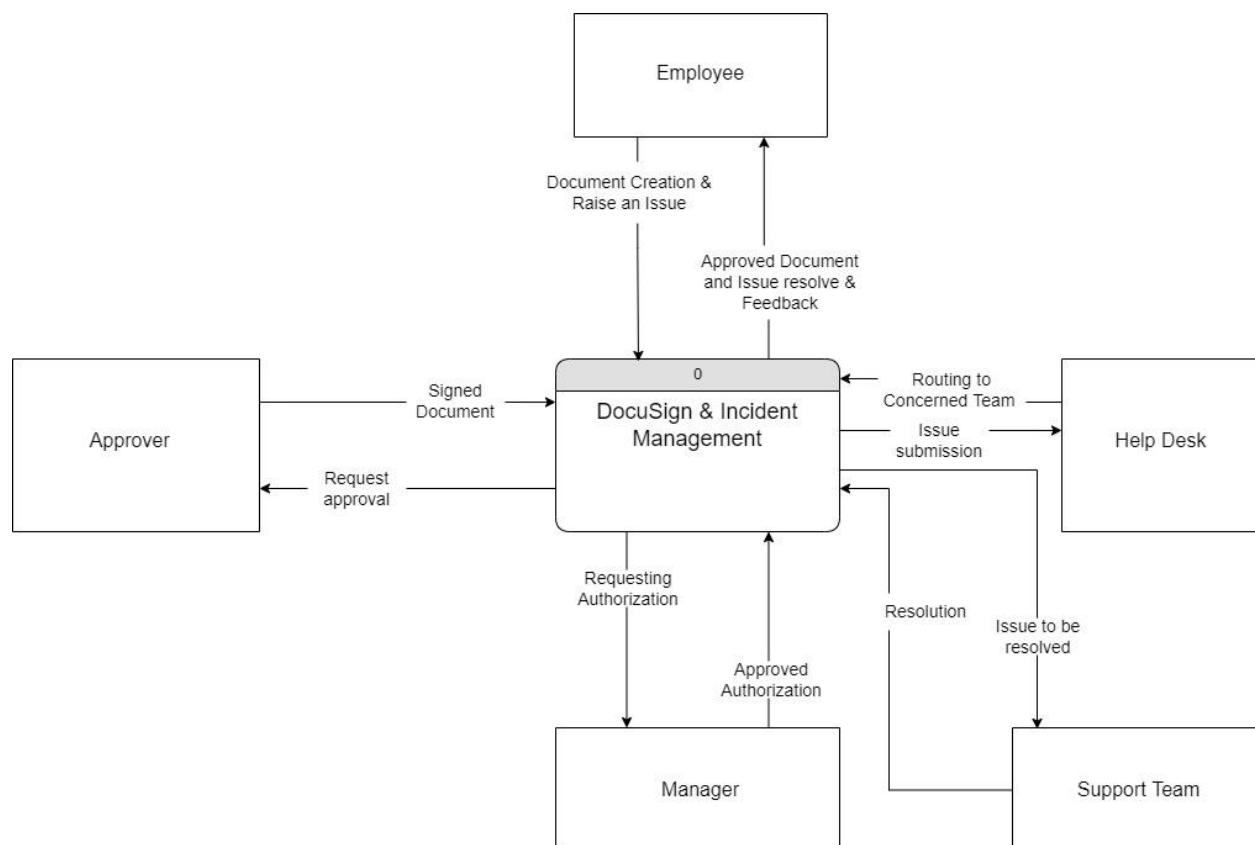 Employee
Document Creation &
Raise an Issue
Approved Document
and Issue resolve &
Feedback
0
DocuSign & Incident
Management
Approver
Signed
Document
Request
approval
Routing to
Concerned Team
Issue
submission
Help Desk
Requesting
Authorization
Approved
Authorization
Resolution
Issue to be
resolved
Manager
Support Team